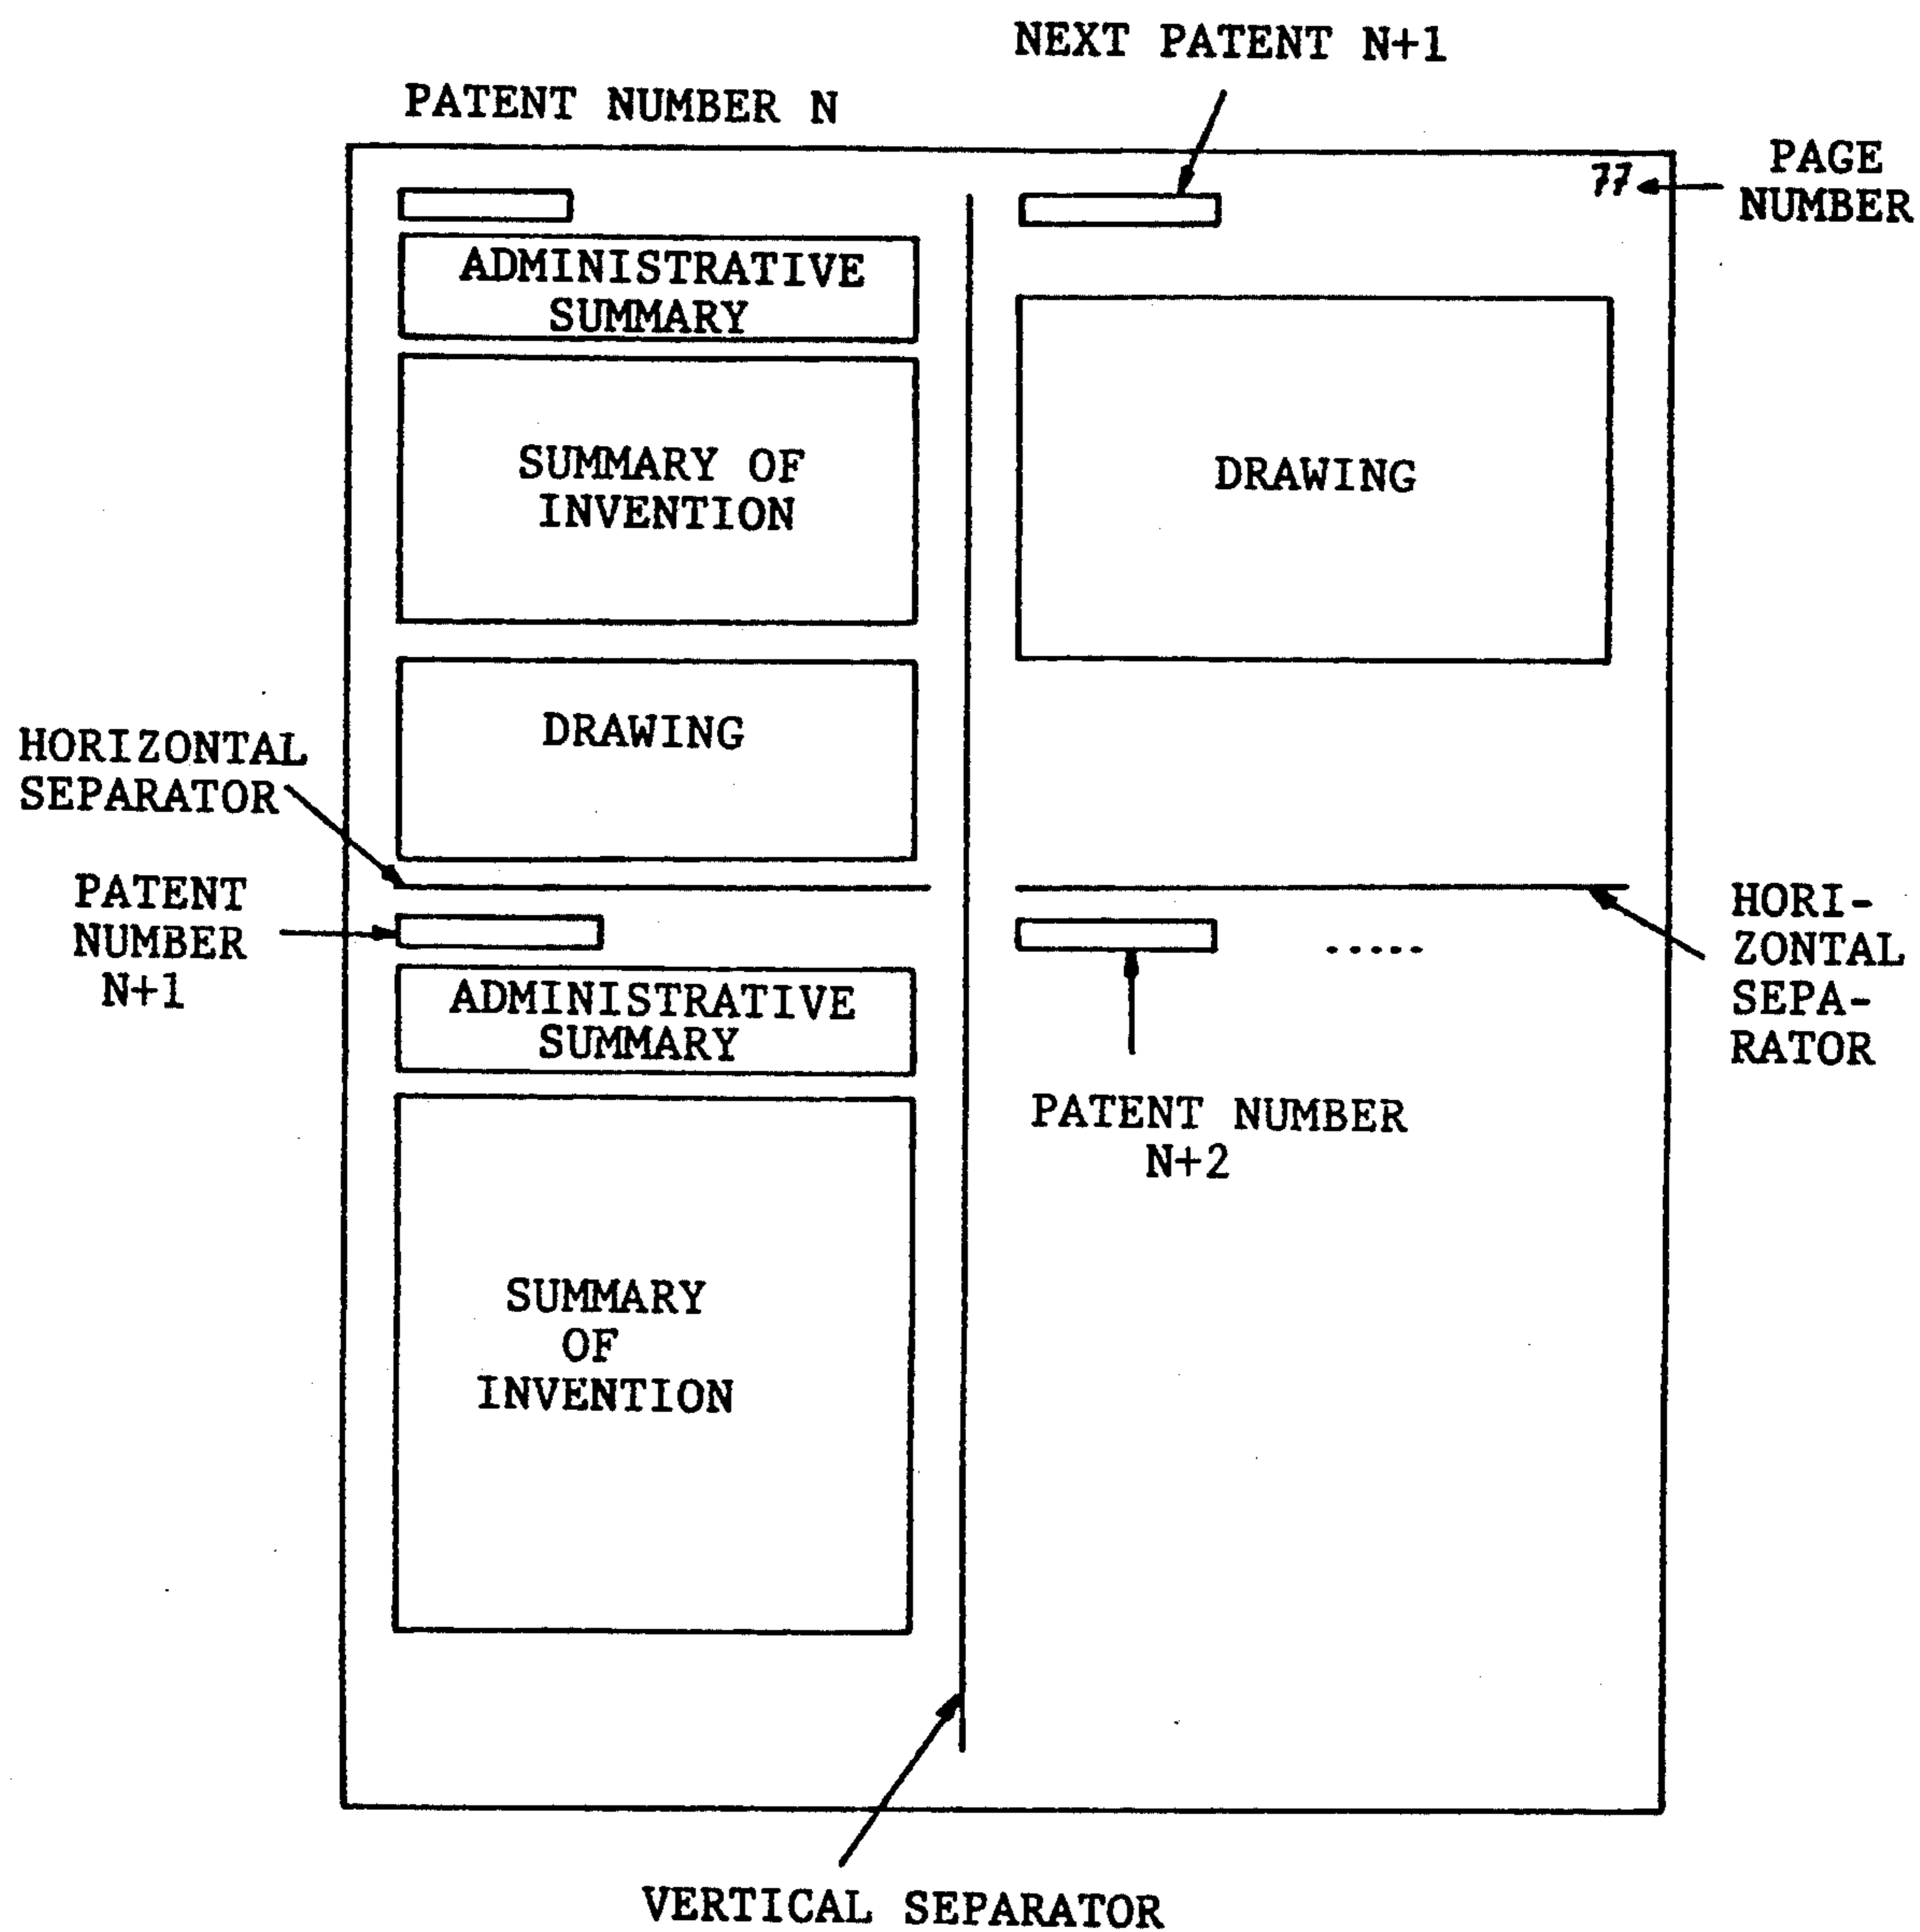 NEXT PATENT N+1
PATENT NUMBER N
77
PAGE
NUMBER
ADMINISTRATIVE
SUMMARY
SUMMARY OF
INVENTION
DRAWING
DRAWING
HORIZONTAL
SEPARATOR
PATENT
NUMBER
N+1
HORI-
ZONTAL
SEPA-
RATOR
.....
ADMINISTRATIVE
SUMMARY
PATENT NUMBER
N+2
SUMMARY
OF
INVENTION
VERTICAL SEPARATOR